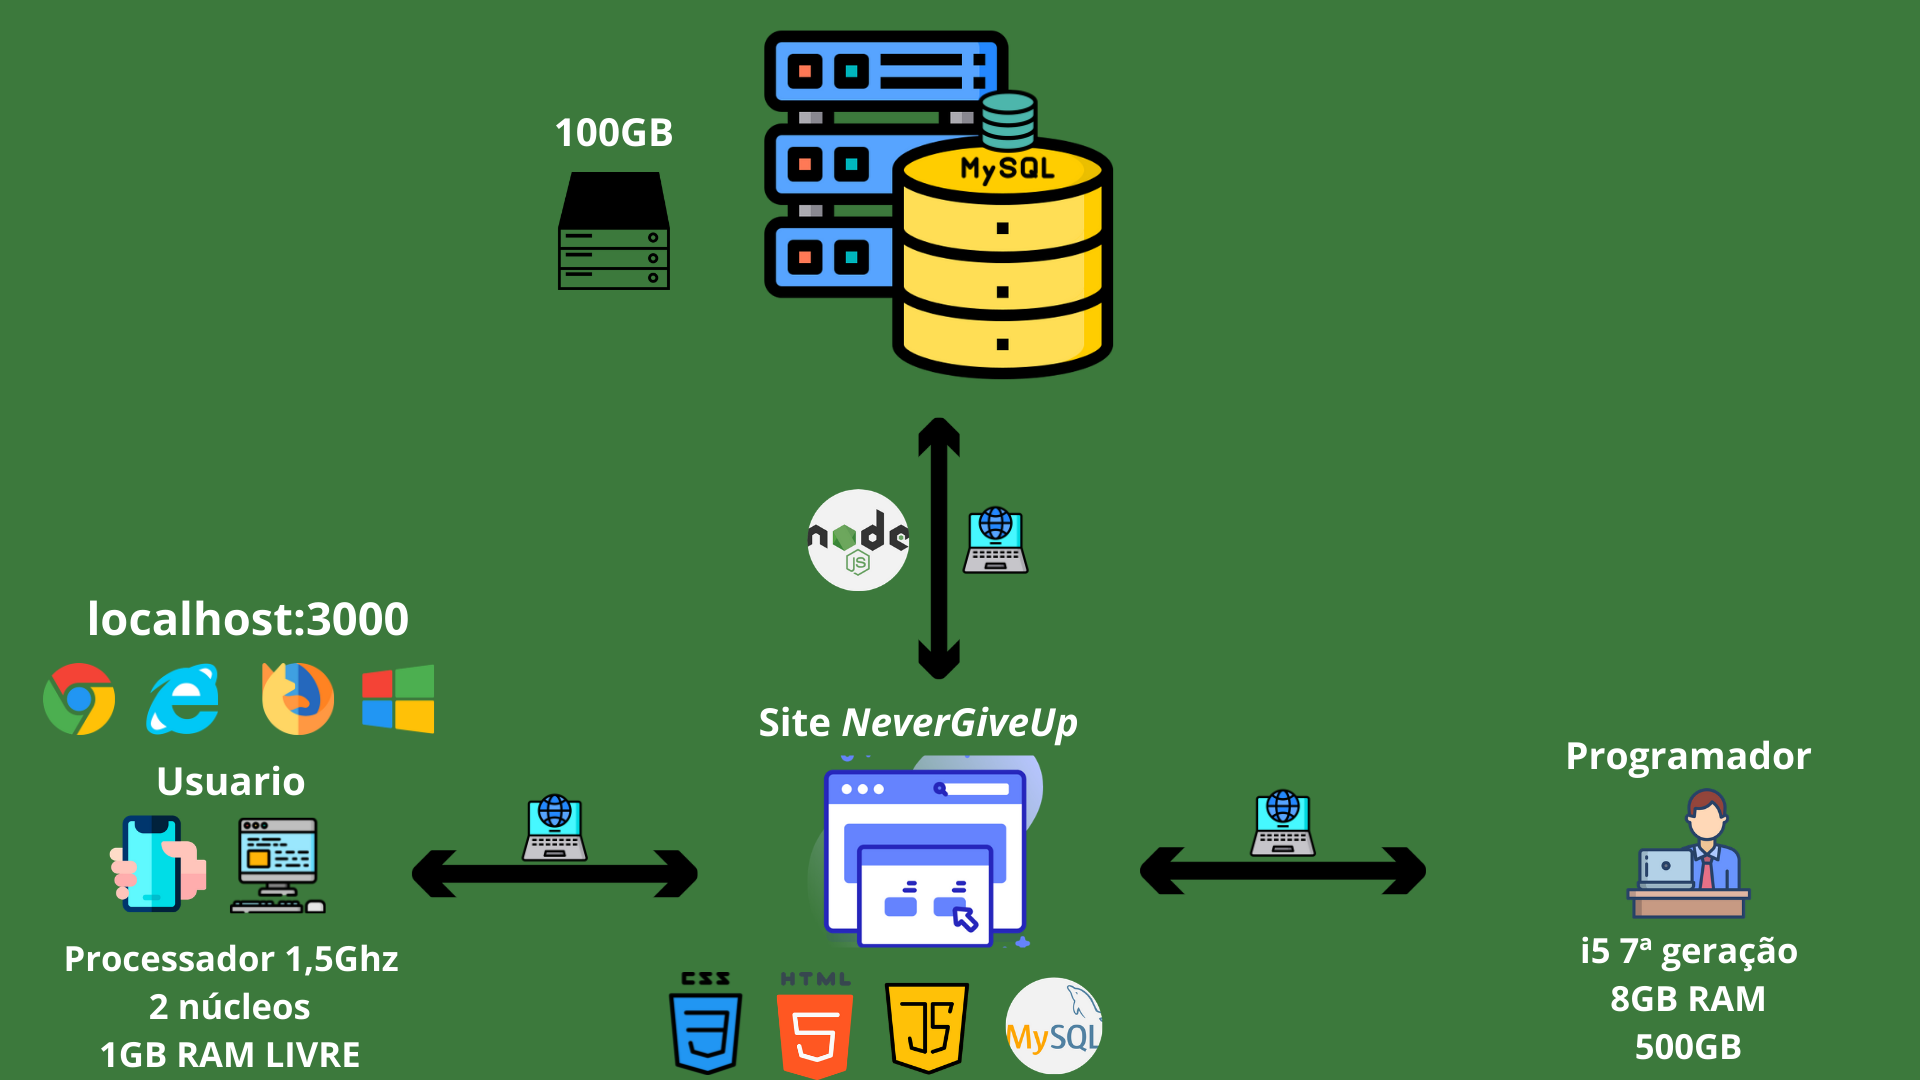 100GB
MySQL
node
JS
localhost:3000
Usuario
Processador 1,5Ghz
2 núcleos
1GB RAM LIVRE
Site NeverGiveUp
CSS
HTML
JS
MySQL
Programador
i5 7ª geração
8GB RAM
500GB